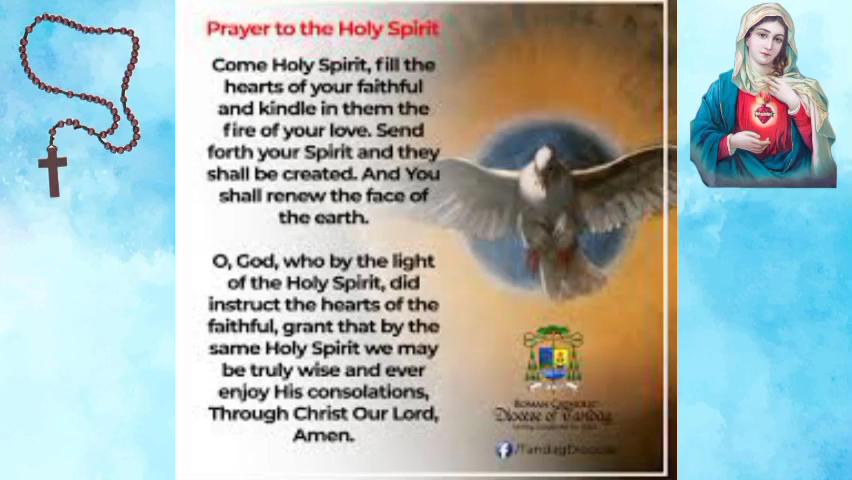 Prayer to the Holy Spirit
Come Holy Spirit, fill the
hearts of your faithful
and kindle in them the
fire of your love. Send
forth your Spirit and they
shall be created. And You
shall renew the face of
the earth.
O, God, who by the light
of the Holy Spirit, did
instruct the hearts of the
faithful, grant that by the
same Holy Spirit we may
be truly wise and ever
enjoy His consolations,
Through Christ Our Lord,
Amen.
Roman Catholic
Diocese of Tandag
/TandagDiocese